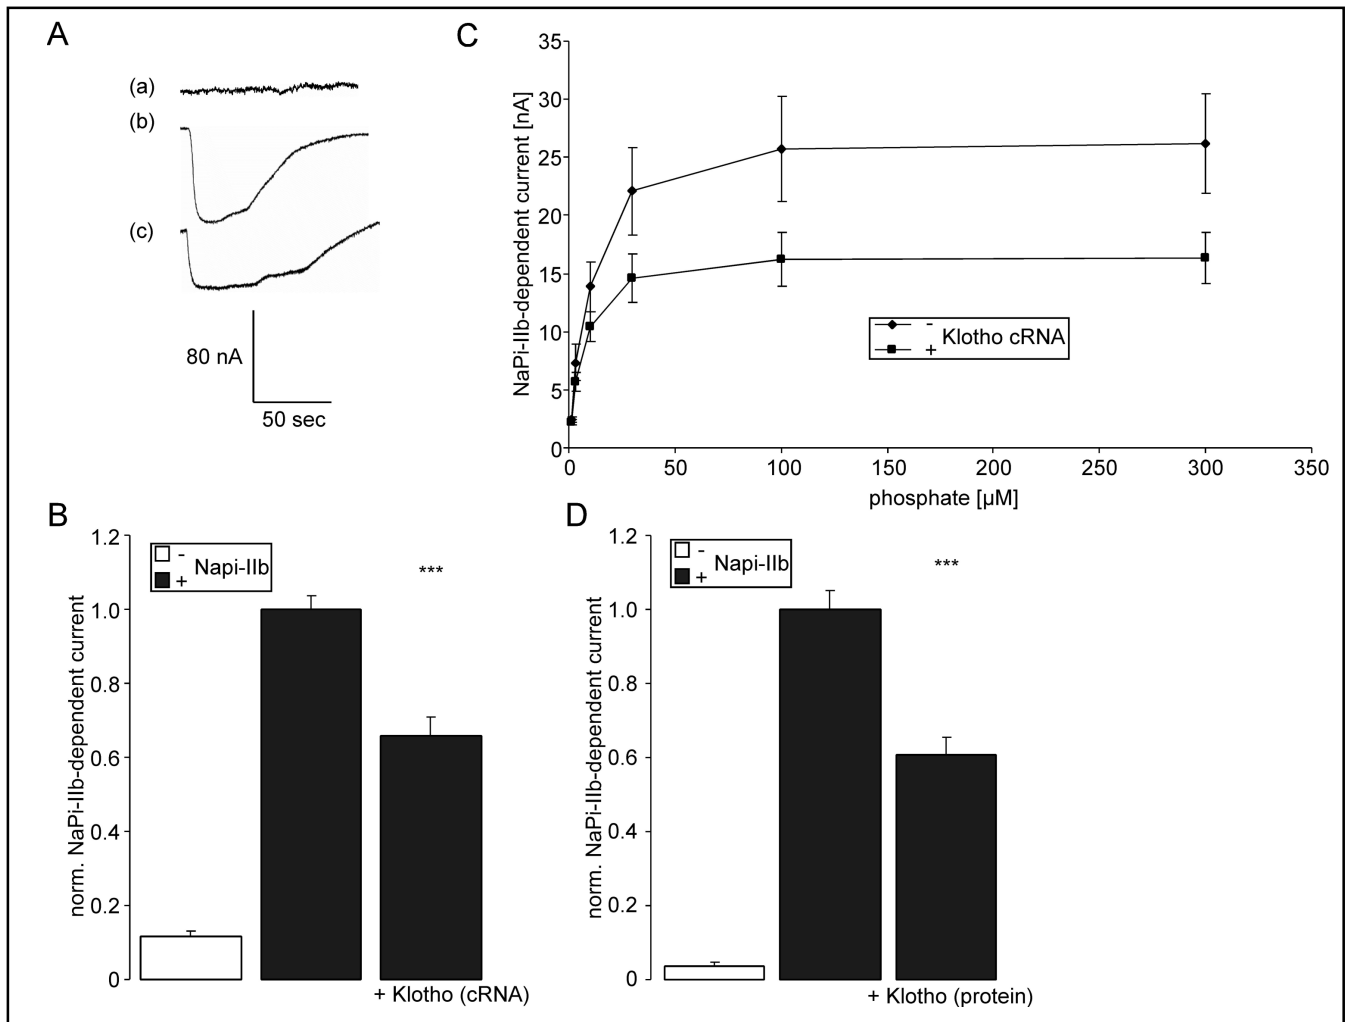 A
(a)
(b)
(c)
80 nA
50 sec
C
NaPi-IIb-dependent current [nA]
35
30
25
20
15
10
5
0
0 50 100 150 200 250 300 350
phosphate [µM]
-
+
Klotho cRNA
B
norm. NaPi-IIb-dependent current
1.2
1.0
0.8
0.6
0.4
0.2
0
-
+
Napi-IIb
***
+ Klotho (cRNA)
D
norm. NaPi-IIb-dependent current
1.2
1.0
0.8
0.6
0.4
0.2
0
-
+
Napi-IIb
***
+ Klotho (protein)